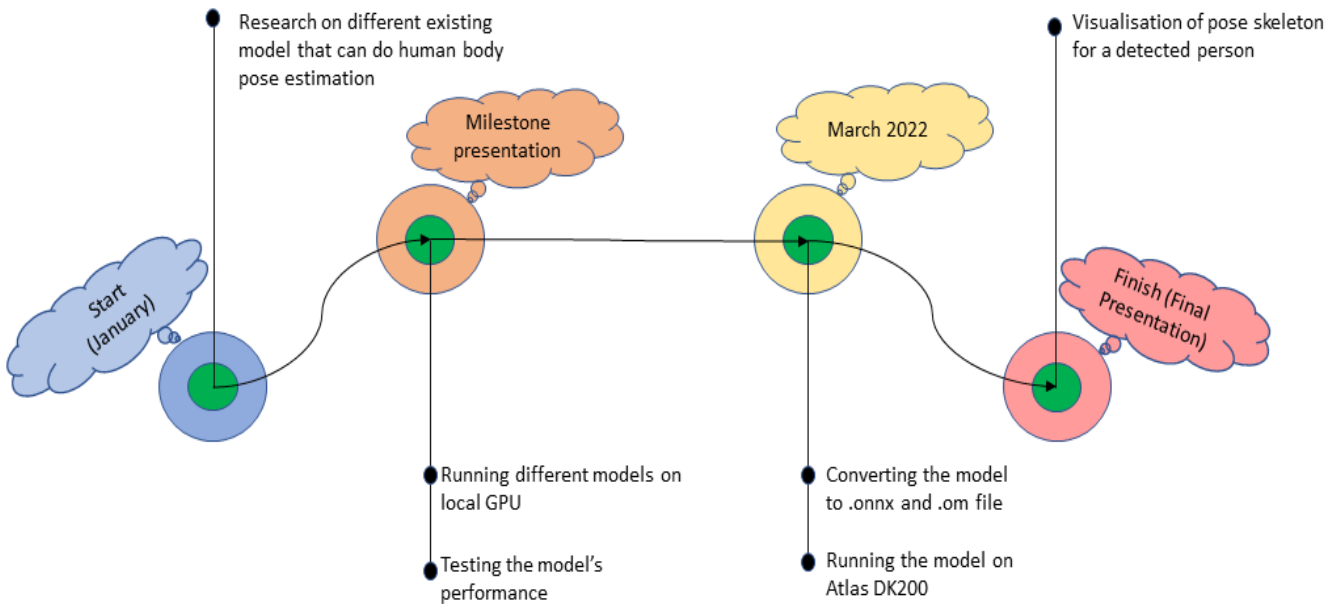 Research on different existing
model that can do human body
pose estimation
Visualisation of pose skeleton
for a detected person
Milestone
presentation
March 2022
Start
(January)
Finish (Final
Presentation)
Running different models on
local GPU
Testing the model’s
performance
Converting the model
to .onnx and .om file
Running the model on
Atlas DK200